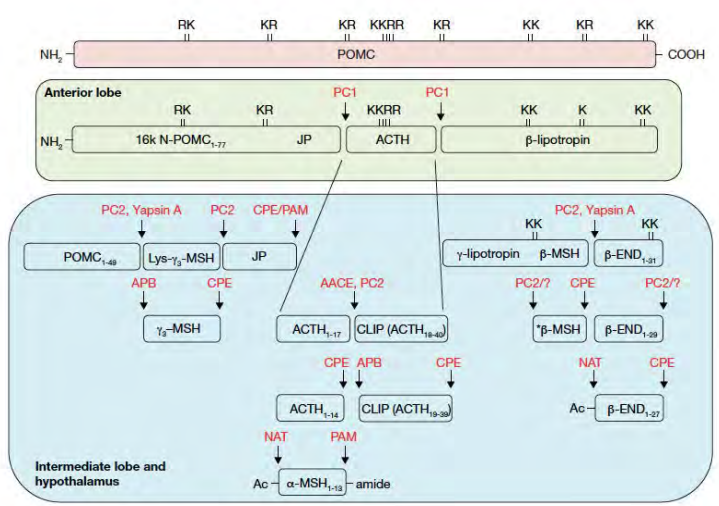 RK KR KR KKRR KR KK KR KK
NH2 POMC COOH
Anterior lobe PC1 PC1
RK KR KKRR KK K KK
NH2 16k N-POMC1-77 JP ACTH β-lipotropin
PC2, Yapsin A PC2 CPE/PAM PC2, Yapsin A
KK KK
POMC1-49 Lys-γ3-MSH JP γ-lipotropin β-MSH β-END1-31
APB CPE AACE, PC2 PC2/? CPE PC2/?
γ3-MSH ACTH1-17 CLIP (ACTH18-40) *β-MSH β-END1-29
CPE APB CPE NAT CPE
ACTH1-14 CLIP (ACTH19-39) Ac β-END1-27
NAT PAM
Intermediate lobe and
hypothalamus
Ac α-MSH1-13 amide